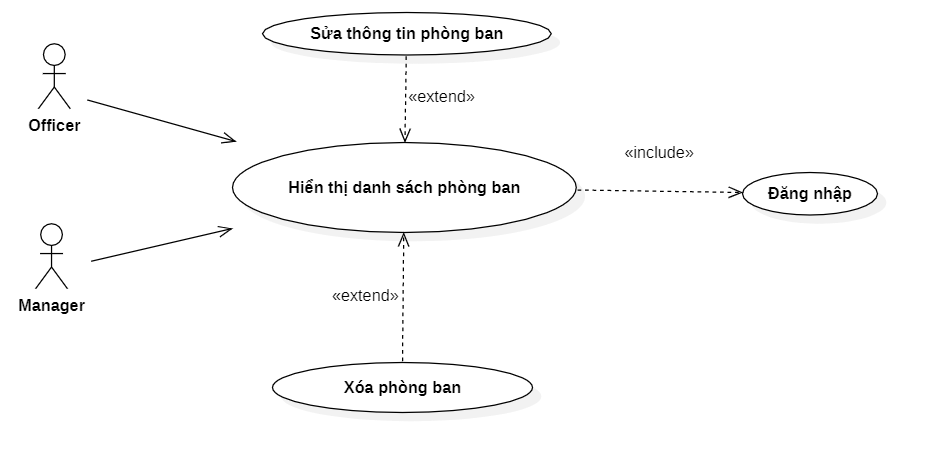 Sửa thông tin phòng ban
Officer
«extend»
«include»
Hiển thị danh sách phòng ban
Đăng nhập
Manager
«extend»
Xóa phòng ban